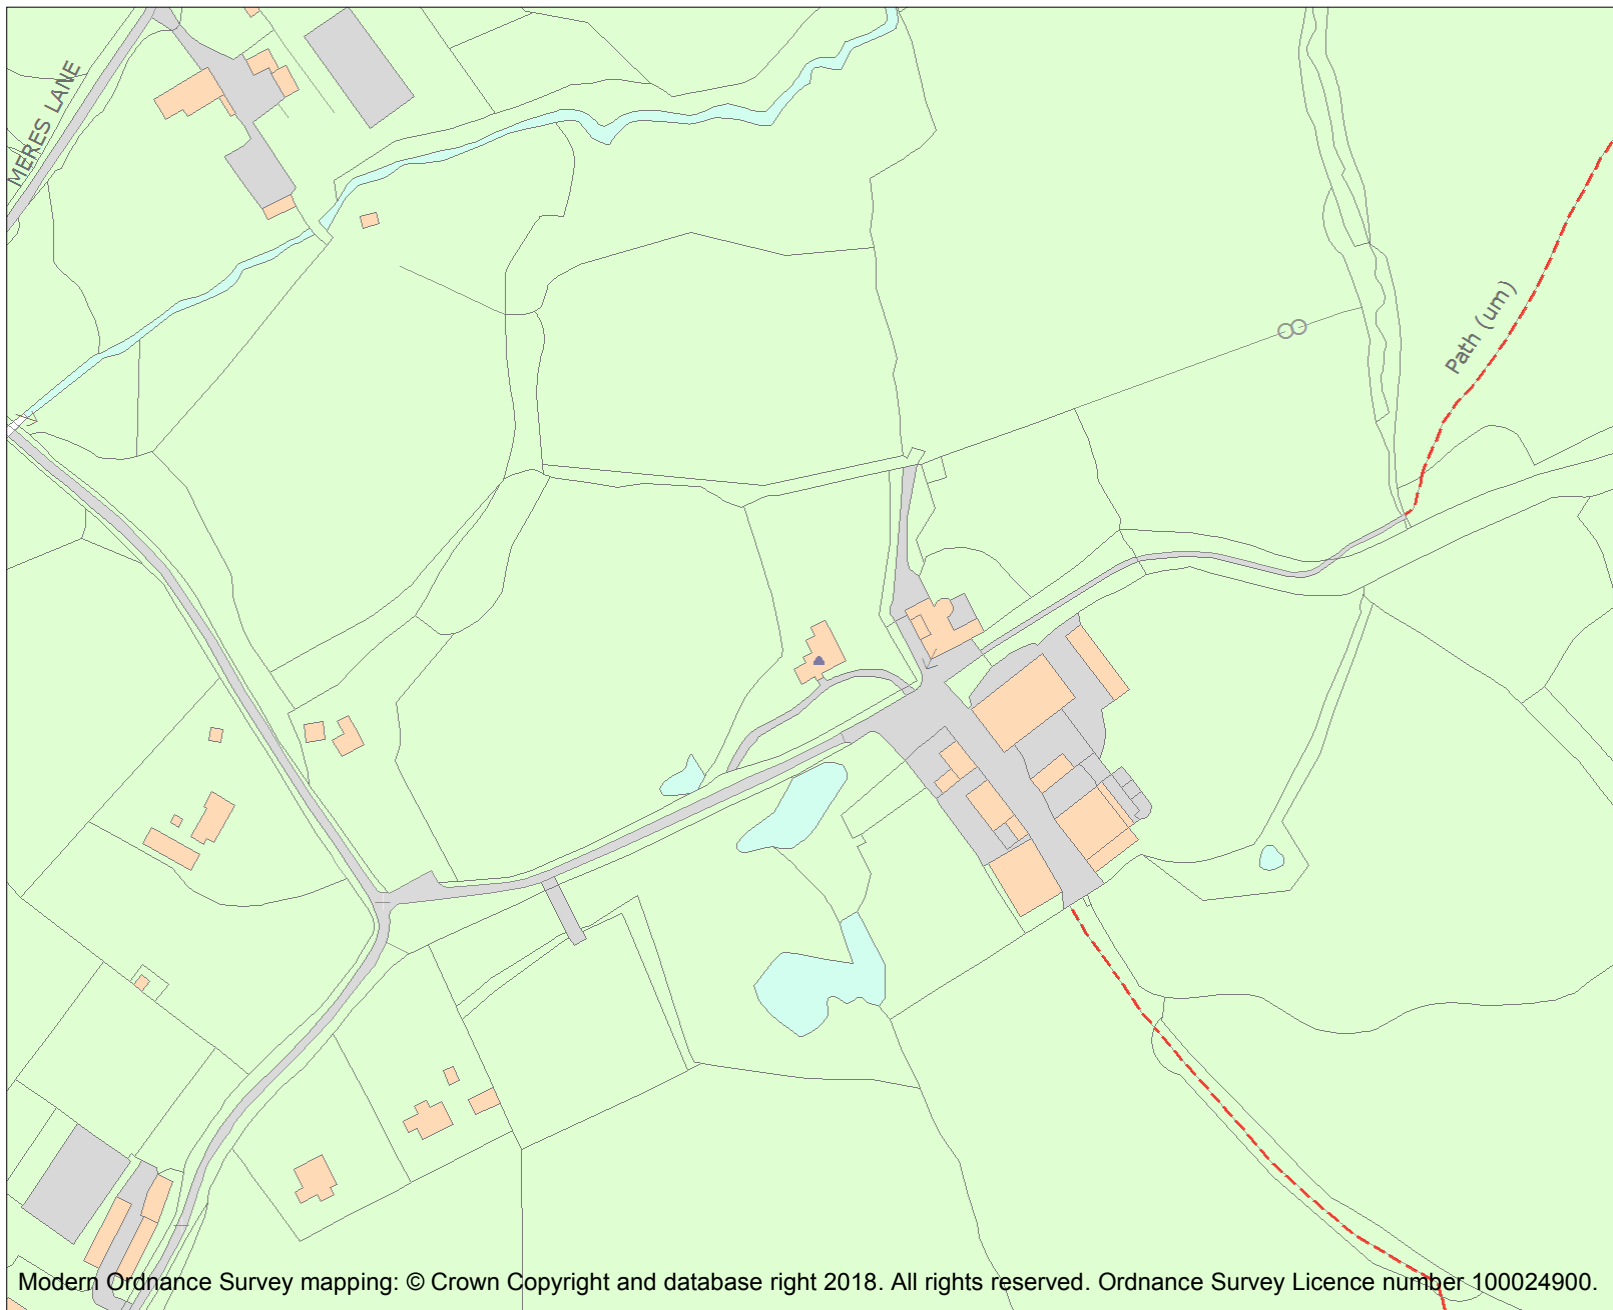 MERES LANE
Path (um)
Modern Ordnance Survey mapping: © Crown Copyright and database right 2018. All rights reserved. Ordnance Survey Licence number 100024900.